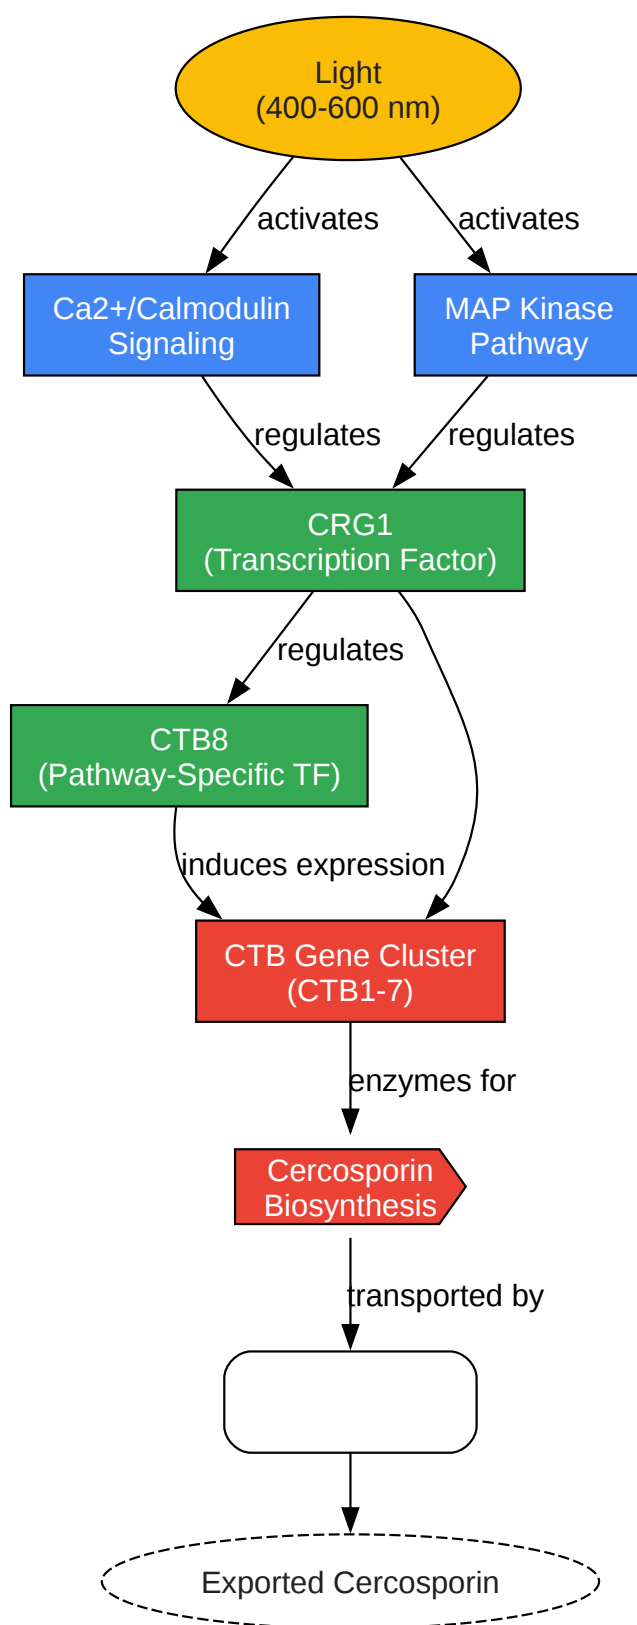 Light
(400-600 nm)
activates
activates
Ca2+/Calmodulin
Signaling
MAP Kinase
Pathway
regulates
regulates
CRG1
(Transcription Factor)
regulates
CTB8
(Pathway-Specific TF)
induces expression
CTB Gene Cluster
(CTB1-7)
enzymes for
Cercosporin
Biosynthesis
transported by
Exported Cercosporin